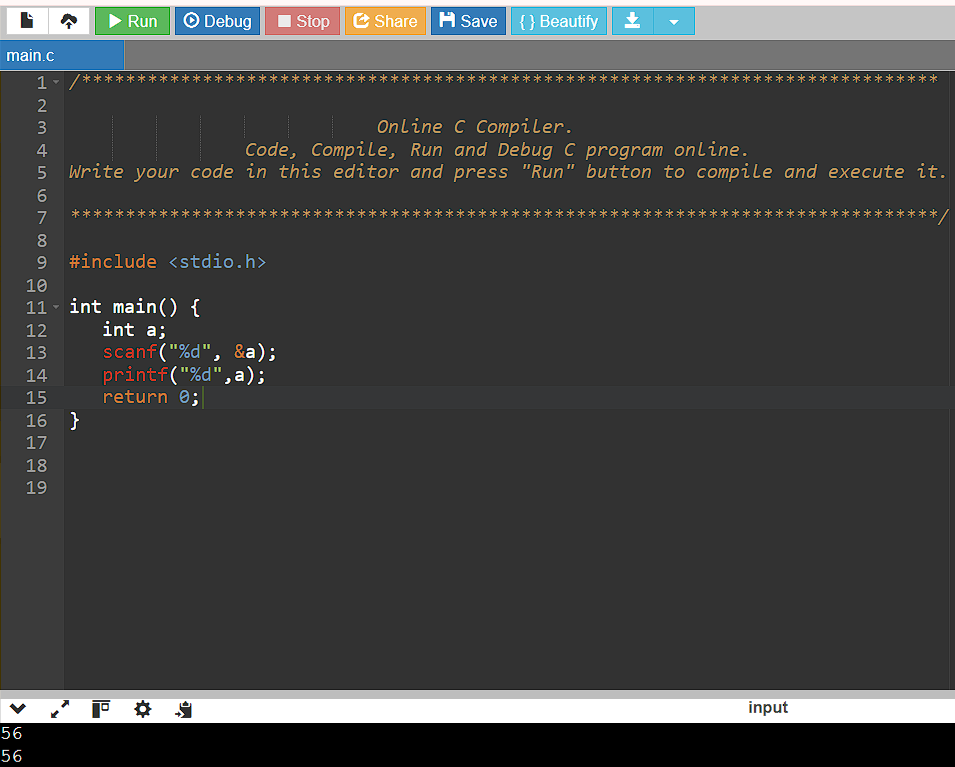 Run Debug Stop Share Save { } Beautify
main.c
1 /*******************************************************************************
2
3 Online C Compiler.
4 Code, Compile, Run and Debug C program online.
5 Write your code in this editor and press "Run" button to compile and execute it.
6
7 *******************************************************************************/
8
9 #include <stdio.h>
10
11 int main() {
12    int a;
13    scanf("%d", &a);
14    printf("%d",a);
15    return 0;
16 }
17
18
19
input
56
56